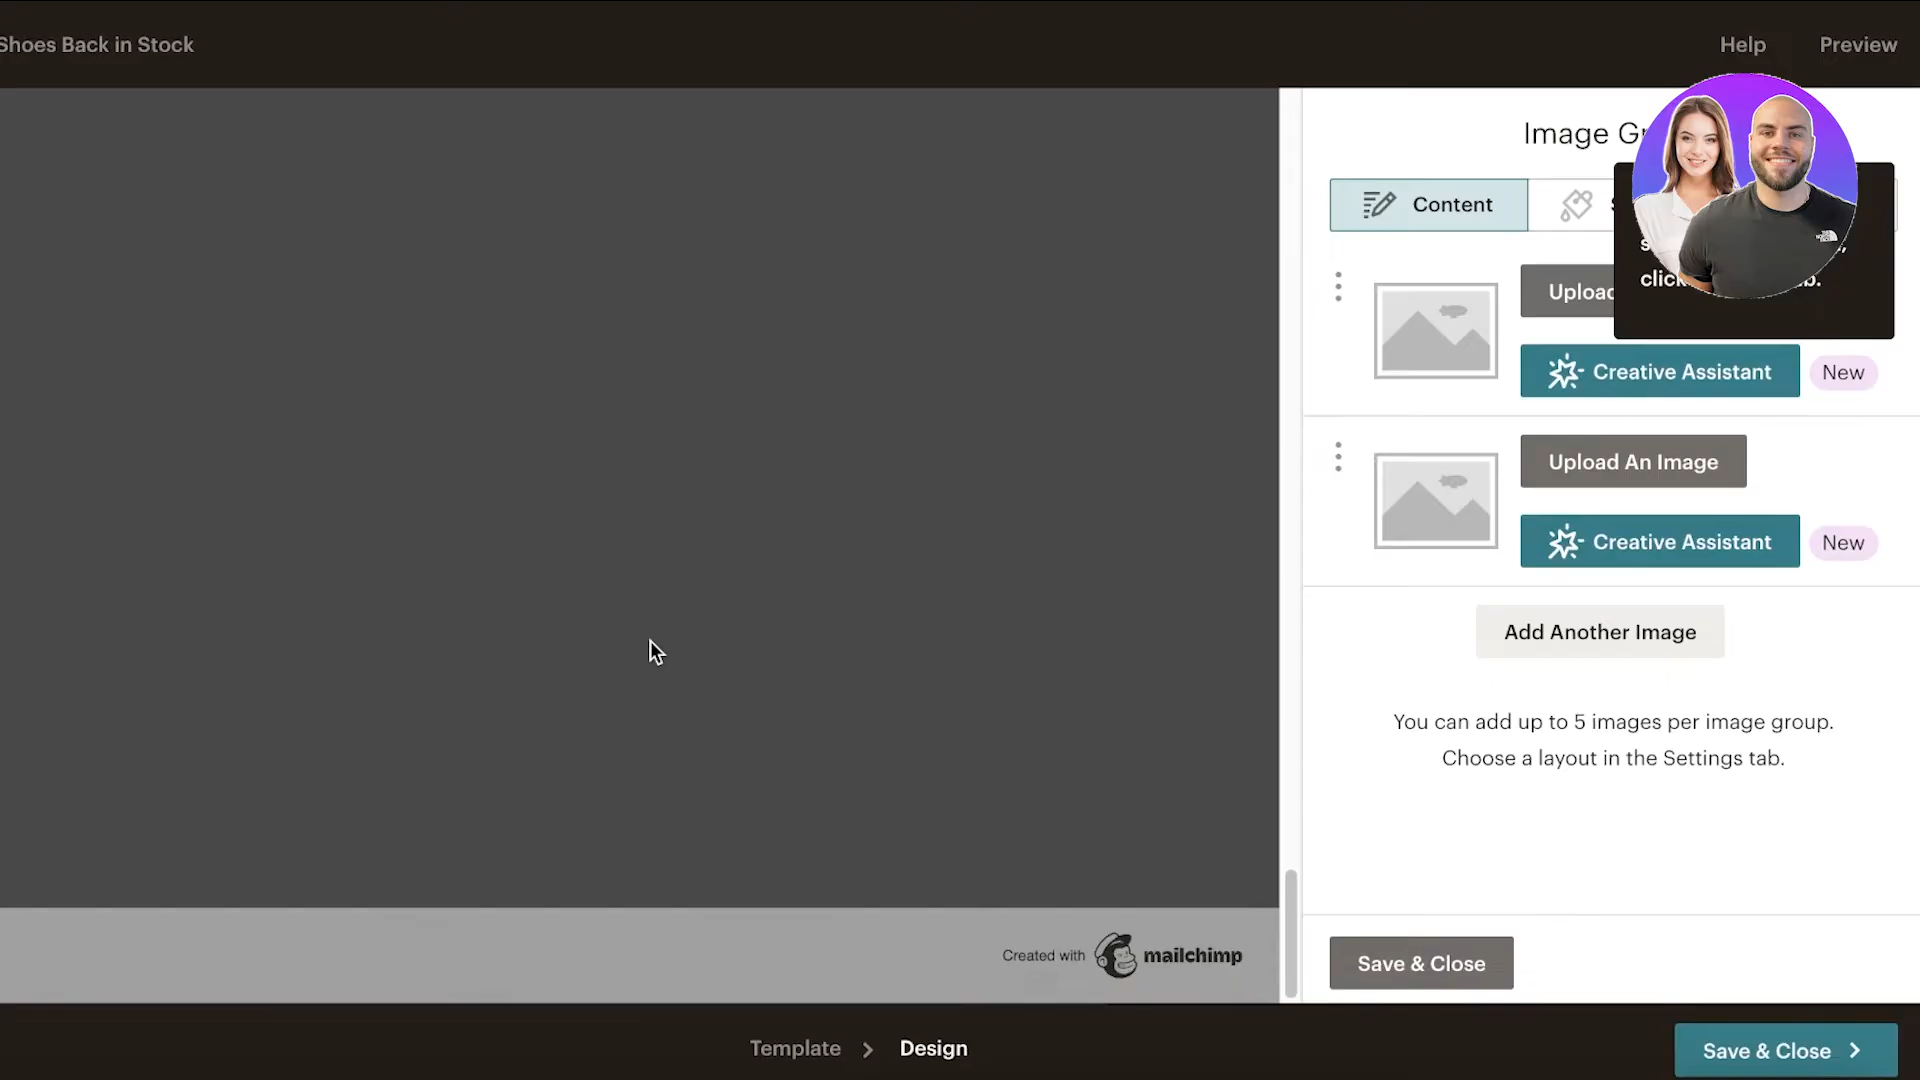 Shoes Back in Stock
Help
Preview
Image
Content
Upload
click
Creative Assistant
New
Upload An Image
Creative Assistant
New
Add Another Image
You can add up to 5 images per image group.
Choose a layout in the Settings tab.
Created with mailchimp
Save & Close
Template
Design
Save & Close